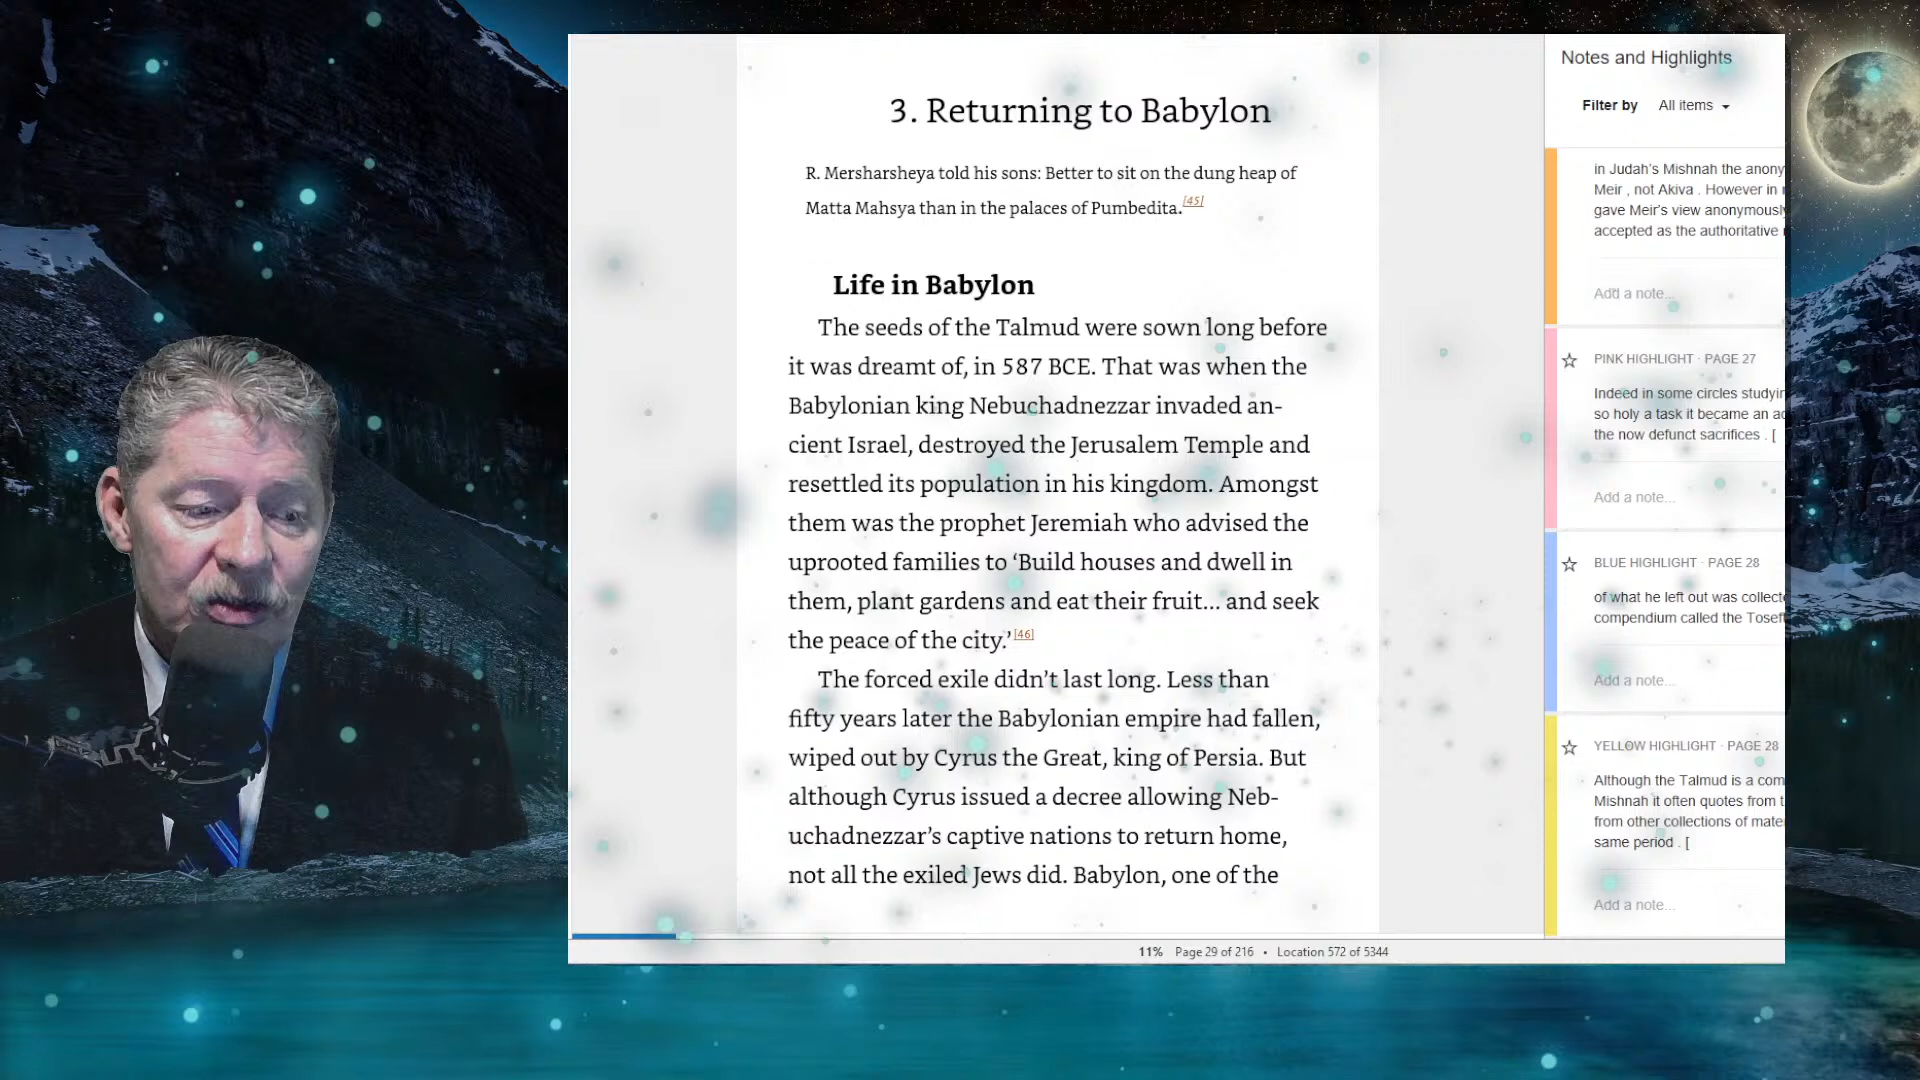 3. Returning to Babylon
R. Mersharsheya told his sons: Better to sit on the dung heap of
Matta Mahsya than in the palaces of Pumbedita.[45]
Life in Babylon
The seeds of the Talmud were sown long before
it was dreamt of, in 587 BCE. That was when the
Babylonian king Nebuchadnezzar invaded an-
cient Israel, destroyed the Jerusalem Temple and
resettled its population in his kingdom. Amongst
them was the prophet Jeremiah who advised the
uprooted families to ‘Build houses and dwell in
them, plant gardens and eat their fruit... and seek
the peace of the city.’[46]
The forced exile didn’t last long. Less than
fifty years later the Babylonian empire had fallen,
wiped out by Cyrus the Great, king of Persia. But
although Cyrus issued a decree allowing Neb-
uchadnezzar’s captive nations to return home,
not all the exiled Jews did. Babylon, one of the
11% Page 29 of 216 • Location 572 of 5344
Notes and Highlights
Filter by All items
in Judah’s Mishnah the anony
Meir , not Akiva . However in
gave Meir’s view anonymously
accepted as the authoritative
Add a note...
PINK HIGHLIGHT · PAGE 27
Indeed in some circles studyin
so holy a task it became an ac
the now defunct sacrifices . [
Add a note...
BLUE HIGHLIGHT · PAGE 28
of what he left out was collecte
compendium called the Tosef
Add a note...
YELLOW HIGHLIGHT · PAGE 28
Although the Talmud is a com
Mishnah it often quotes from t
from other collections of mate
same period . [
Add a note...